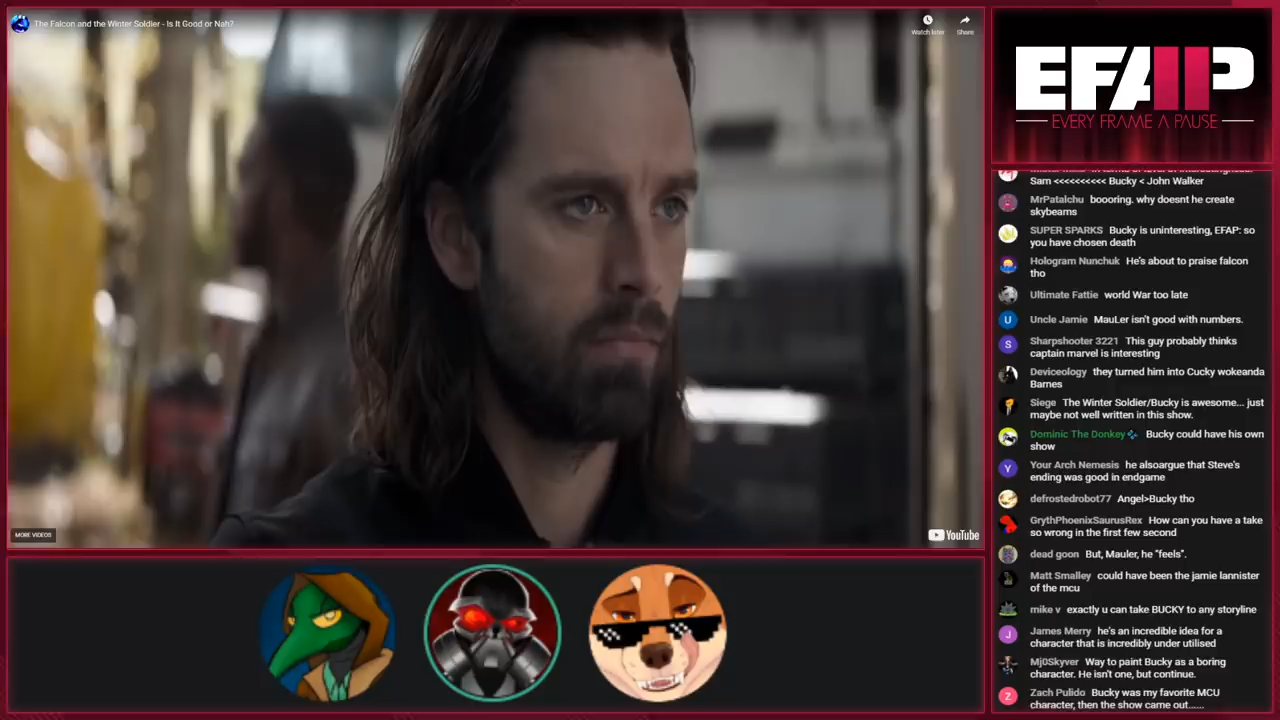 The Falcon and the Winter Soldier - Is It Good or Nah?
Watch later
Share
MORE VIDEOS
YouTube
EFAP
EVERY FRAME A PAUSE
Sam <<<<<<<<<< Bucky < John Walker
MrPatalchu boooring. why doesnt he create
skybeams
SUPER SPARKS Bucky is uninteresting, EFAP: so
you have chosen death
Hologram Nunchuk He's about to praise falcon
tho
Ultimate Fattie world War too late
U
Uncle Jamie MauLer isn't good with numbers.
S
Sharpshooter 3221 This guy probably thinks
captain marvel is interesting
Deviceology they turned him into Cucky wokeanda
Barnes
Siege The Winter Soldier/Bucky is awesome... just
maybe not well written in this show.
Dominic The Donkey Bucky could have his own
show
Y
Your Arch Nemesis he alsoargue that Steve's
ending was good in endgame
defrostedrobot77 Angel>Bucky tho
GrythPhoenixSaurusRex How can you have a take
so wrong in the first few second
dead goon But, Mauler, he "feels".
Matt Smalley could have been the jamie lannister
of the mcu
mike v exactly u can take BUCKY to any storyline
J
James Merry he's an incredible idea for a
character that is incredibly under utilised
Mj0Skyver Way to paint Bucky as a boring
character. He isn't one, but continue.
Z
Zach Pulido Bucky was my favorite MCU
character, then the show came out......